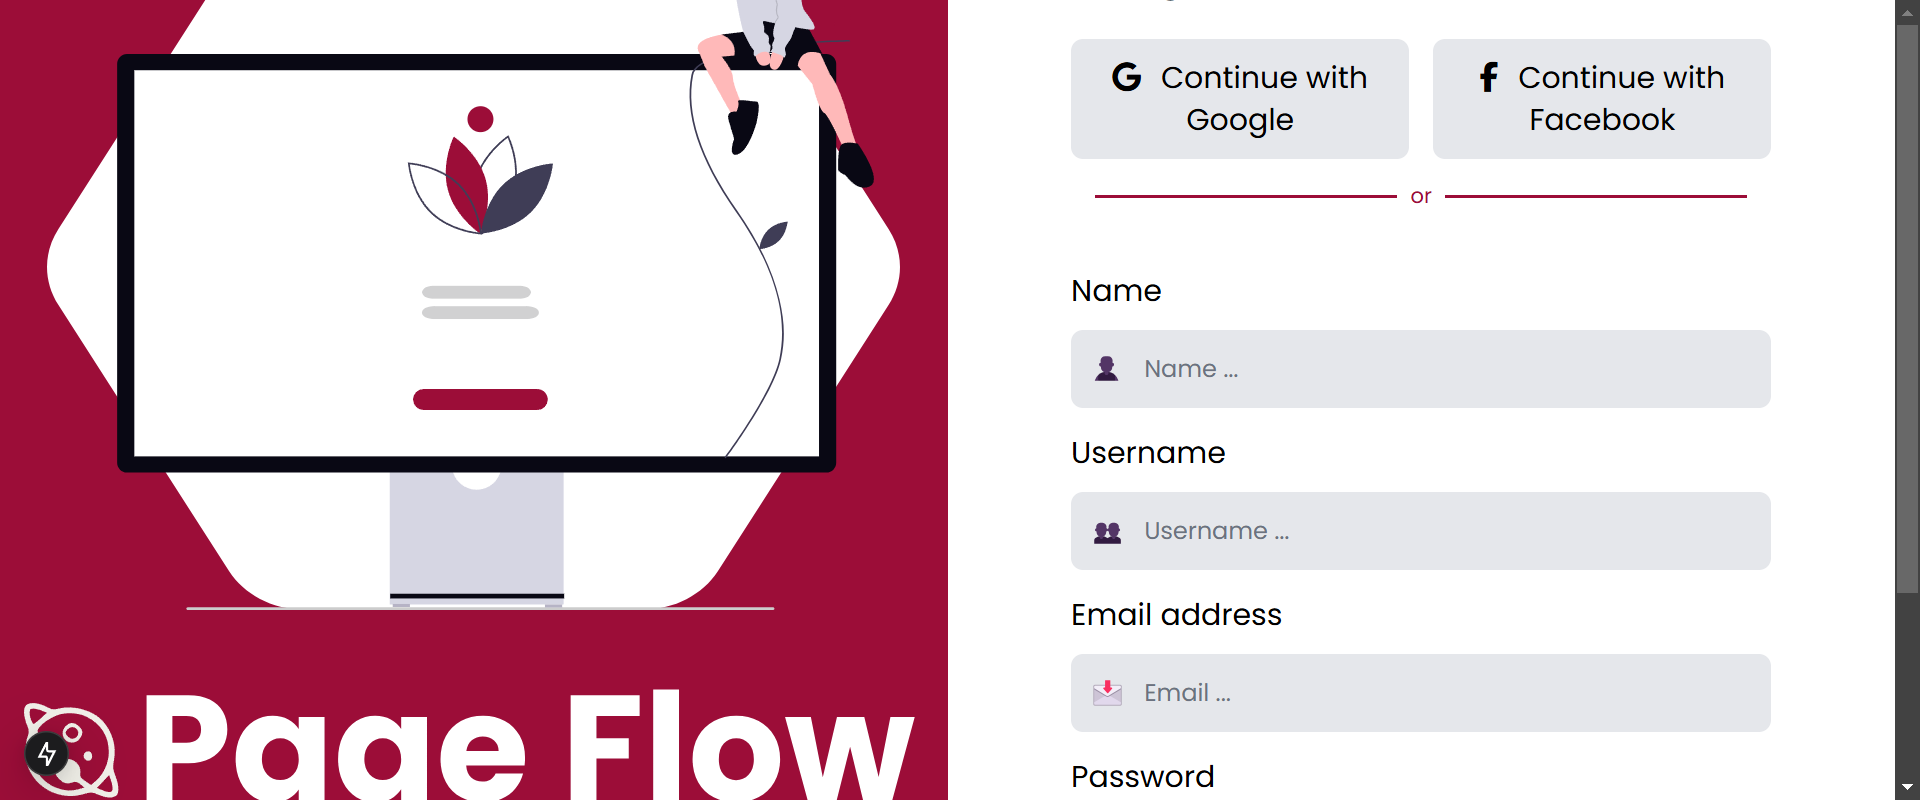 Continue with
Google
Continue with
Facebook
or
Name
Name ...
Username
Username ...
Email address
Email ...
Password
Page Flow